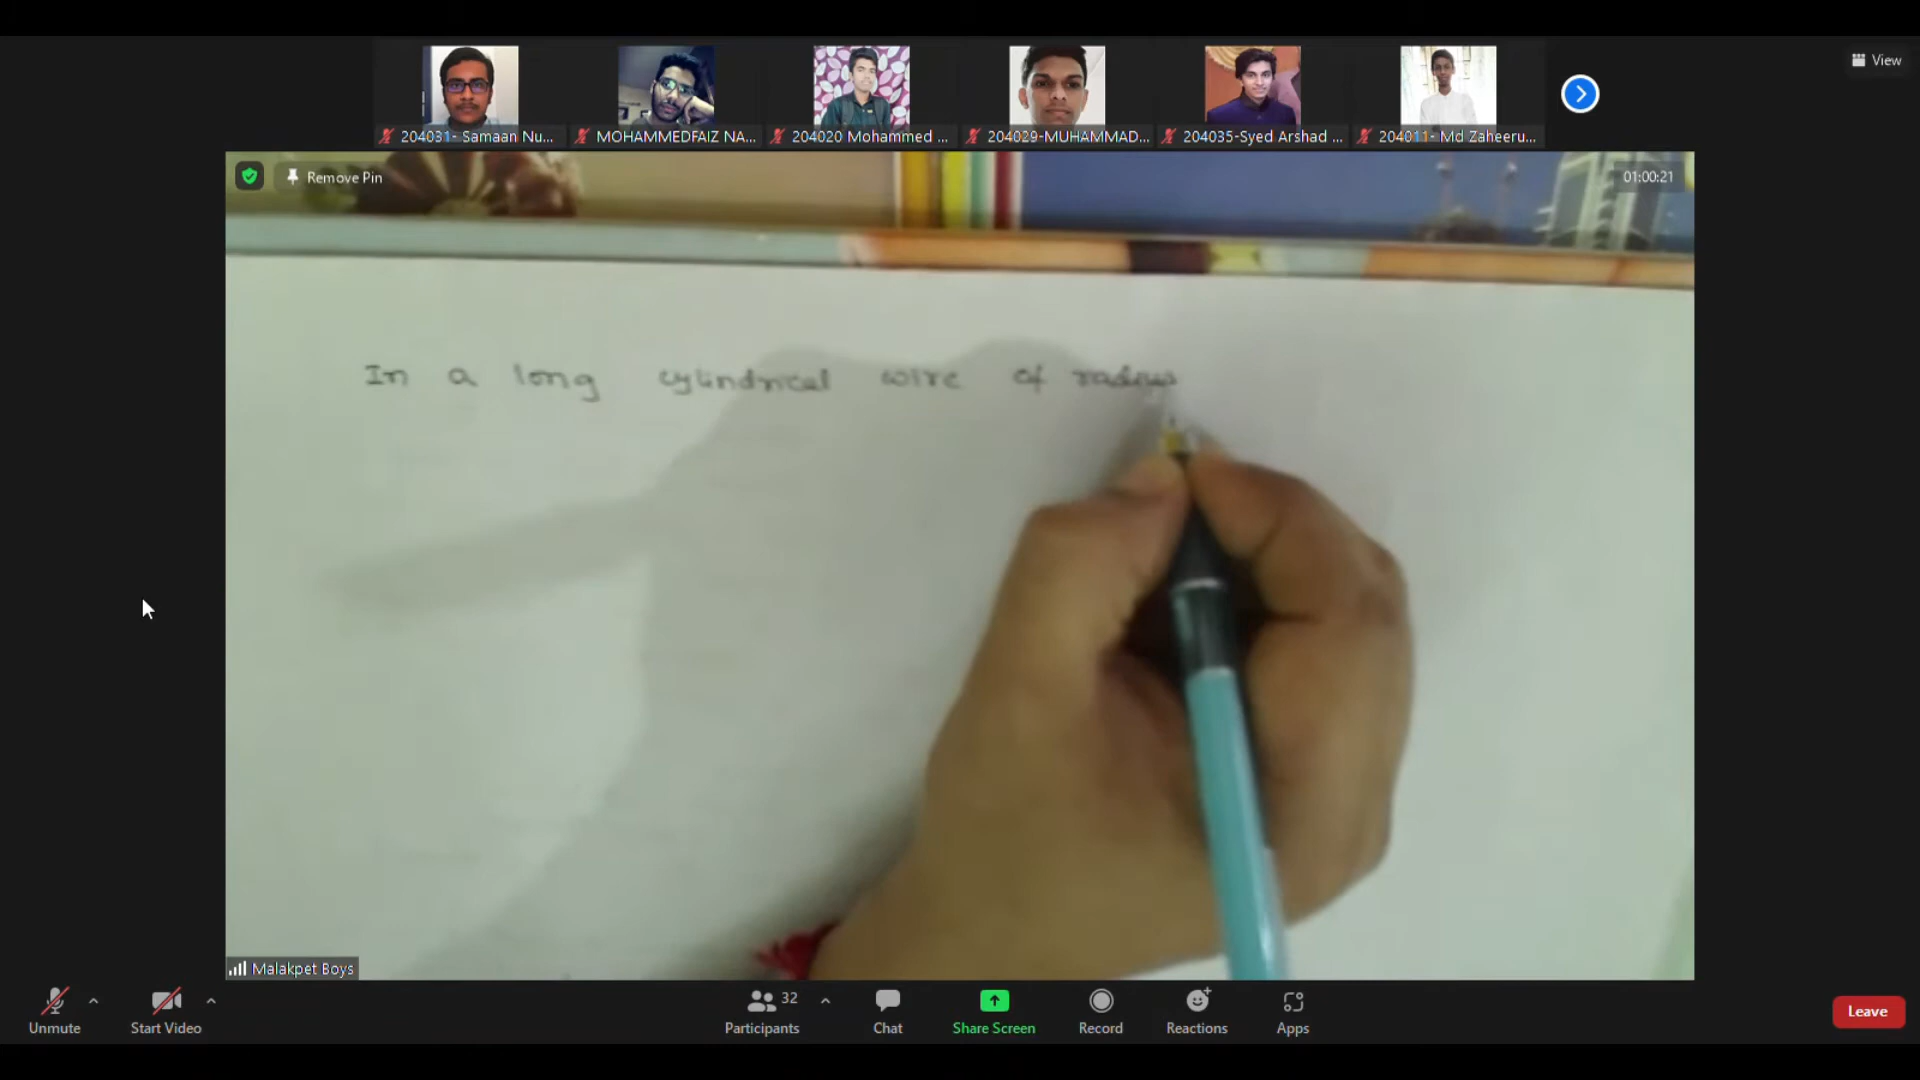 204031- Samaan Nu...
MOHAMMEDFAIZ NA...
204020 Mohammed ...
204029-MUHAMMAD...
204035-Syed Arshad ...
204011- Md Zaheeru...
View
Remove Pin
01:00:21
In a long cylindrical wire of radius
Malakpet Boys
Unmute
Start Video
32
Participants
Chat
Share Screen
Record
Reactions
Apps
Leave